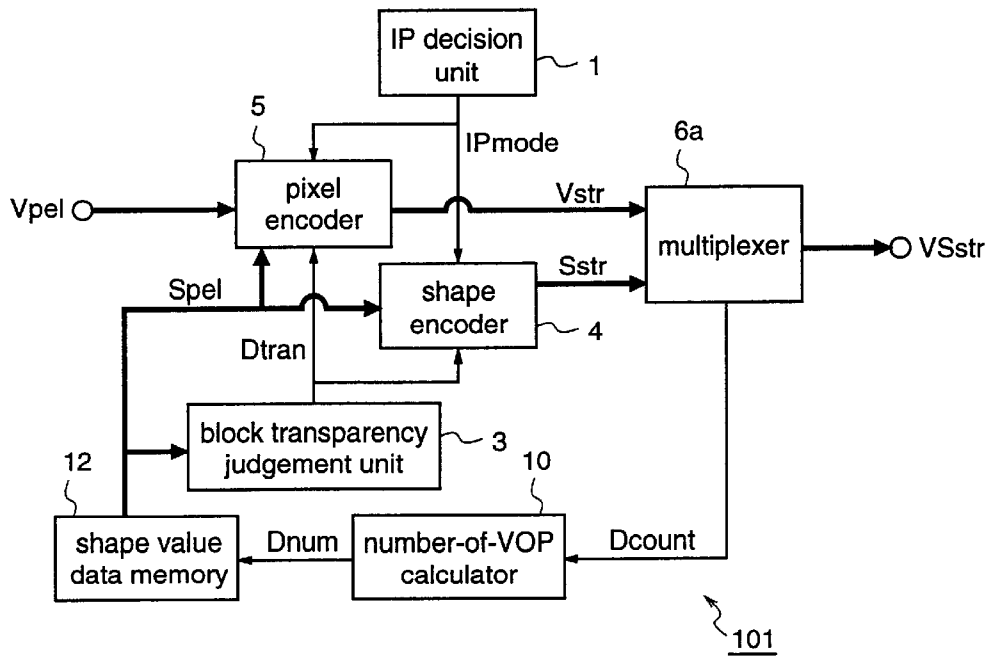 IP decision
unit
1
5
IPmode
6a
pixel
encoder
Vpel
Vstr
multiplexer
VSstr
Spel
shape
encoder
Sstr
4
Dtran
block transparency
judgement unit
3
12
10
shape value
data memory
Dnum
number-of-VOP
calculator
Dcount
101